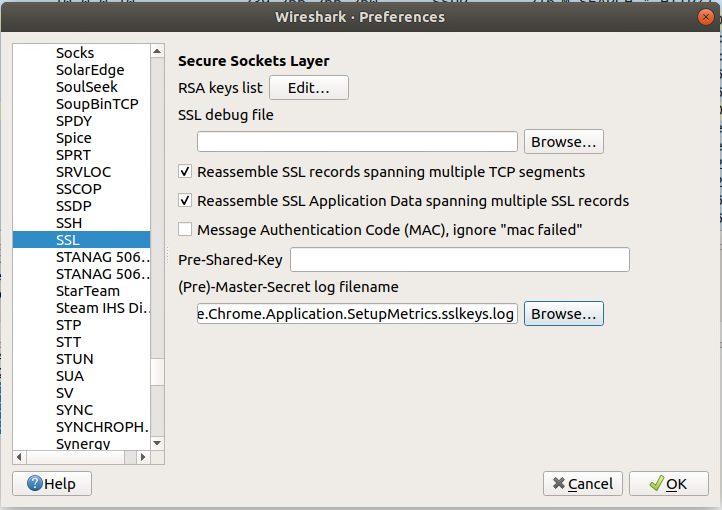 Wireshark · Preferences
Socks
SolarEdge
SoulSeek
SoupBinTCP
SPDY
Spice
SPRT
SRVLOC
SSCOP
SSDP
SSH
SSL
STANAG 506…
STANAG 506…
StarTeam
Steam IHS Di…
STP
STT
STUN
SUA
SV
SYNC
SYNCHROPH…
Synergy
Secure Sockets Layer
RSA keys list Edit…
SSL debug file
Browse…
Reassemble SSL records spanning multiple TCP segments
Reassemble SSL Application Data spanning multiple SSL records
Message Authentication Code (MAC), ignore "mac failed"
Pre-Shared-Key
(Pre)-Master-Secret log filename
e.Chrome.Application.SetupMetrics.sslkeys.log Browse…
Help Cancel OK